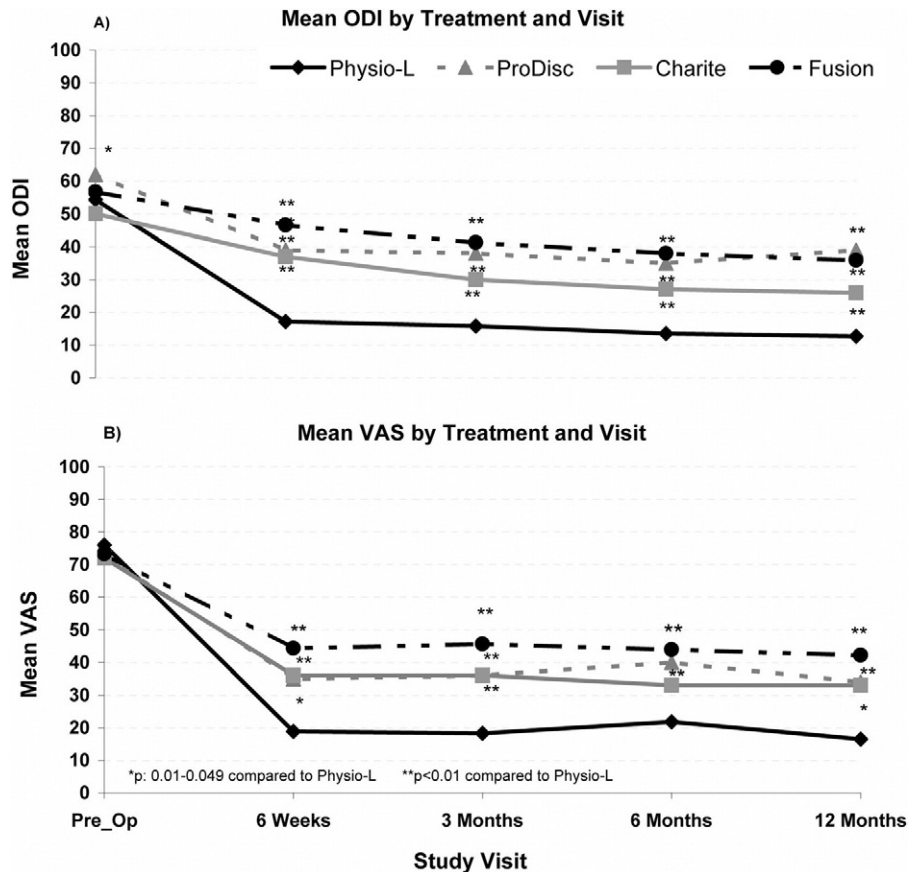 A)
Mean ODI by Treatment and Visit
Physio-L ProDisc Charite Fusion
Mean ODI
100
90
80
70
60
50
40
30
20
10
0
*
** ** ** **
** ** ** **
** ** ** **
B)
Mean VAS by Treatment and Visit
Mean VAS
100
90
80
70
60
50
40
30
20
10
0
** ** ** **
** ** ** **
* ** *
*p: 0.01-0.049 compared to Physio-L **p<0.01 compared to Physio-L
Pre_Op 6 Weeks 3 Months 6 Months 12 Months
Study Visit